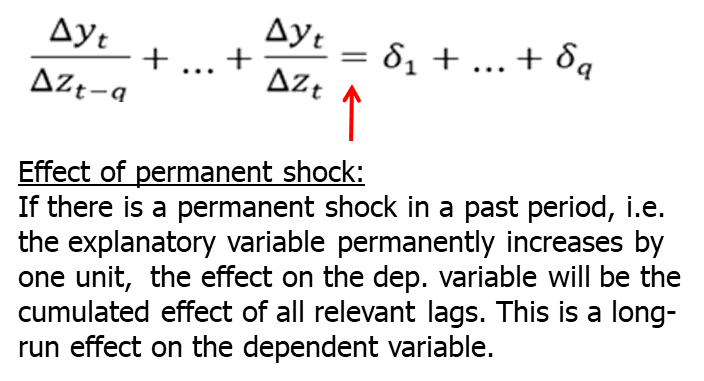 Δy_t/Δz_{t−q} + ... + Δy_t/Δz_t = δ_1 + ... + δ_q
Effect of permanent shock:
If there is a permanent shock in a past period, i.e.
the explanatory variable permanently increases by
one unit,  the effect on the dep. variable will be the
cumulated effect of all relevant lags. This is a long-
run effect on the dependent variable.